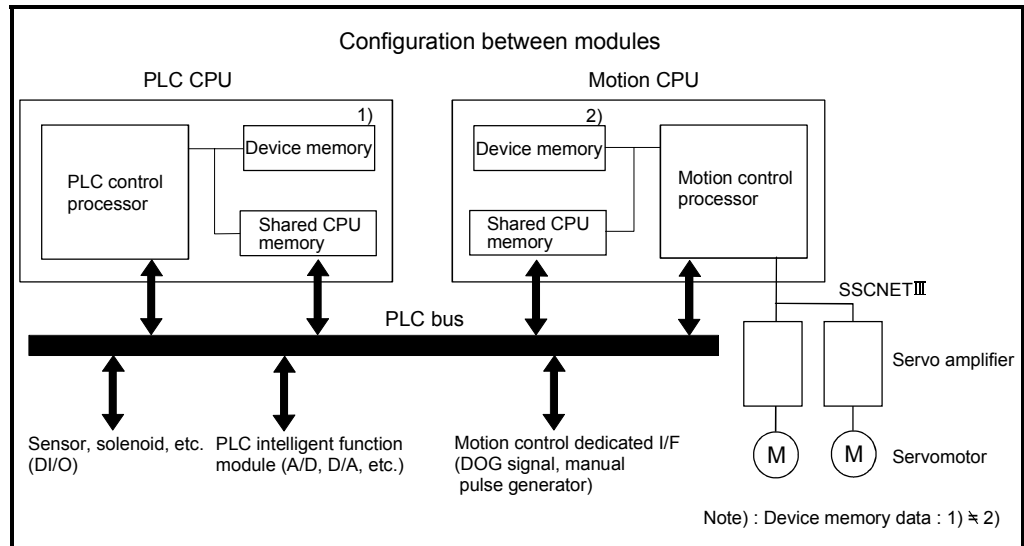 Configuration between modules
PLC CPU
Motion CPU
1)
Device memory
PLC control
processor
Shared CPU
memory
2)
Device memory
Shared CPU
memory
Motion control
processor
SSCNETⅢ
PLC bus
Servo amplifier
Sensor, solenoid, etc.
(DI/O)
PLC intelligent function
module (A/D, D/A, etc.)
Motion control dedicated I/F
(DOG signal, manual
pulse generator)
M
M
Servomotor
Note) : Device memory data : 1) ≒ 2)